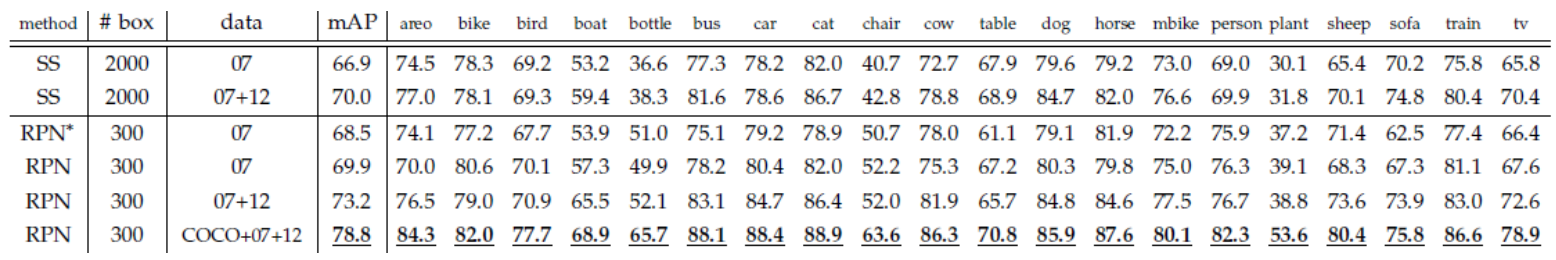 method # box data mAP areo bike bird boat bottle bus car cat chair cow table dog horse mbike person plant sheep sofa train tv
SS 2000 07 66.9 74.5 78.3 69.2 53.2 36.6 77.3 78.2 82.0 40.7 72.7 67.9 79.6 79.2 73.0 69.0 30.1 65.4 70.2 75.8 65.8
SS 2000 07+12 70.0 77.0 78.1 69.3 59.4 38.3 81.6 78.6 86.7 42.8 78.8 68.9 84.7 82.0 76.6 69.9 31.8 70.1 74.8 80.4 70.4
RPN* 300 07 68.5 74.1 77.2 67.7 53.9 51.0 75.1 79.2 78.9 50.7 78.0 61.1 79.1 81.9 72.2 75.9 37.2 71.4 62.5 77.4 66.4
RPN 300 07 69.9 70.0 80.6 70.1 57.3 49.9 78.2 80.4 82.0 52.2 75.3 67.2 80.3 79.8 75.0 76.3 39.1 68.3 67.3 81.1 67.6
RPN 300 07+12 73.2 76.5 79.0 70.9 65.5 52.1 83.1 84.7 86.4 52.0 81.9 65.7 84.8 84.6 77.5 76.7 38.8 73.6 73.9 83.0 72.6
RPN 300 COCO+07+12 78.8 84.3 82.0 77.7 68.9 65.7 88.1 88.4 88.9 63.6 86.3 70.8 85.9 87.6 80.1 82.3 53.6 80.4 75.8 86.6 78.9